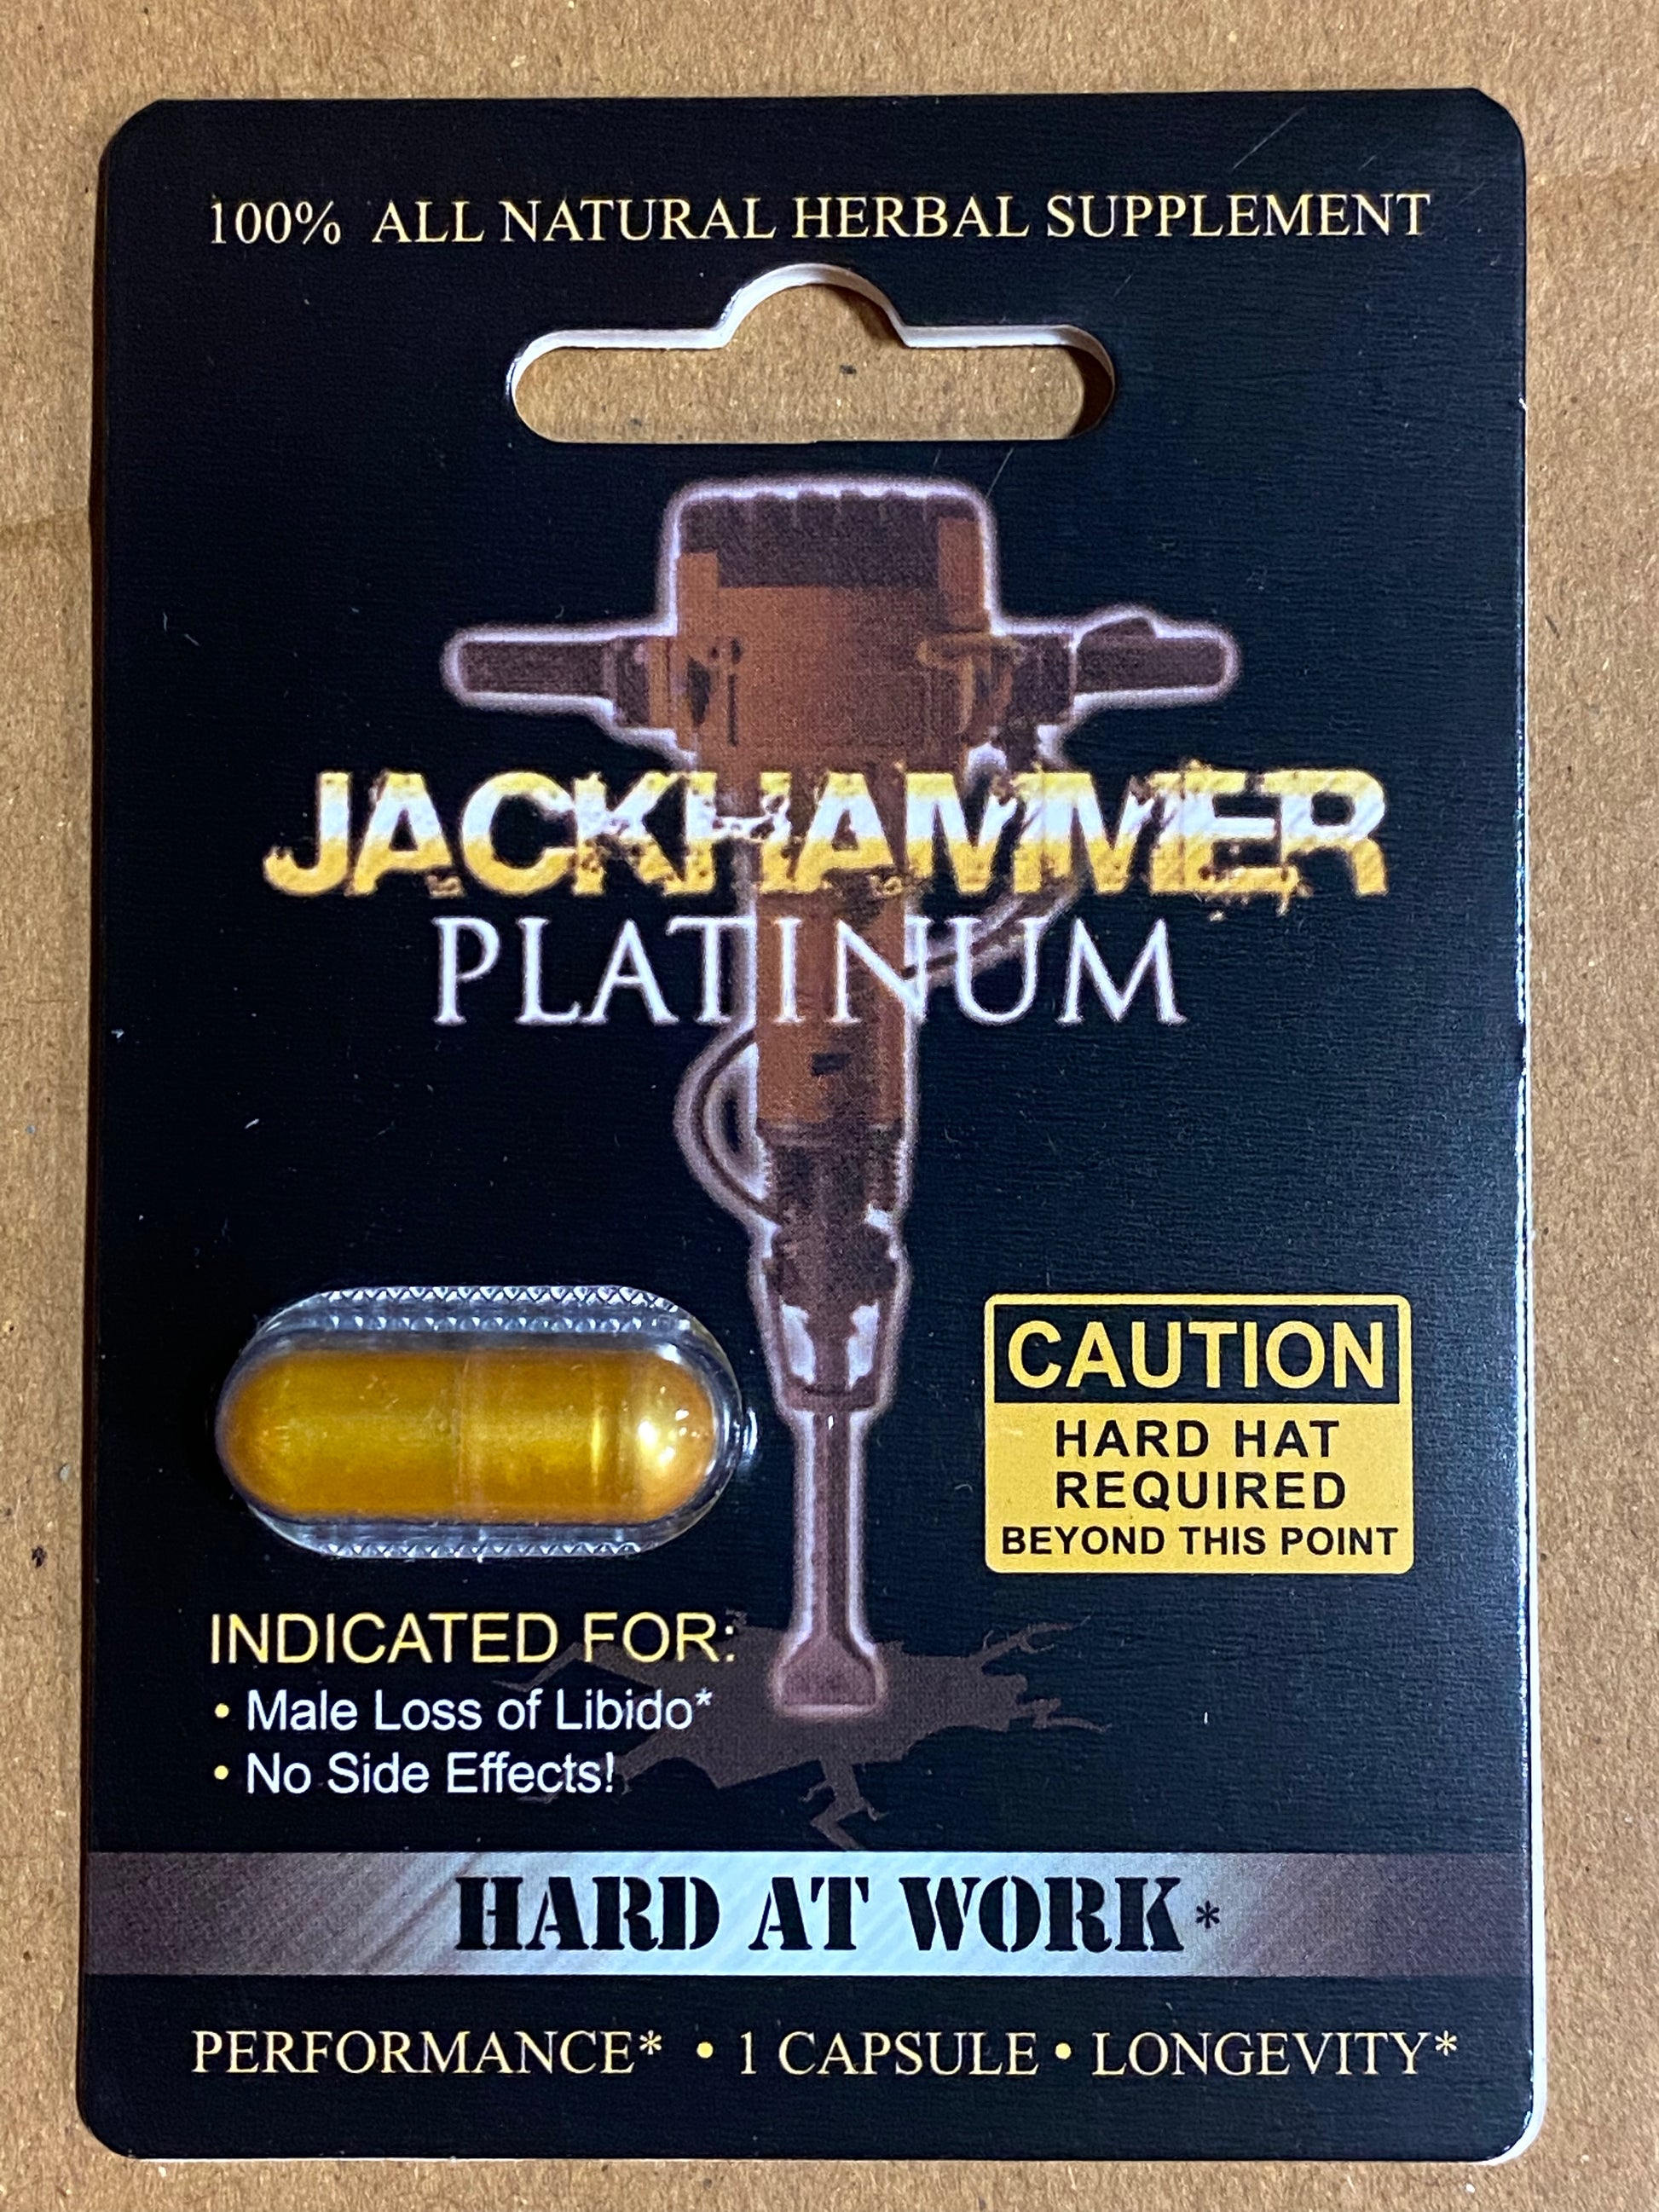 100% ALL NATURAL HERBAL SUPPLEMENT
JACKHAMMER
PLATINUM
CAUTION
HARD HAT
REQUIRED
BEYOND THIS POINT
INDICATED FOR:
• Male Loss of Libido*
• No Side Effects!
HARD AT WORK*
PERFORMANCE* • 1 CAPSULE • LONGEVITY*